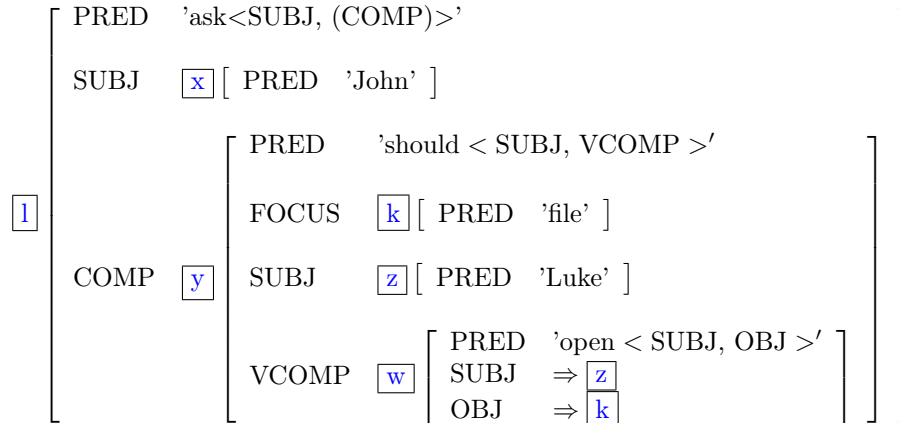 PRED ’ask<SUBJ, (COMP)>’
SUBJ x [ PRED ’John’ ]
PRED ’should < SUBJ, VCOMP >′
l
FOCUS k [ PRED ’file’ ]
COMP y SUBJ z [ PRED ’Luke’ ]
PRED ’open < SUBJ, OBJ >′
VCOMP w SUBJ ⇒ z
OBJ ⇒ k